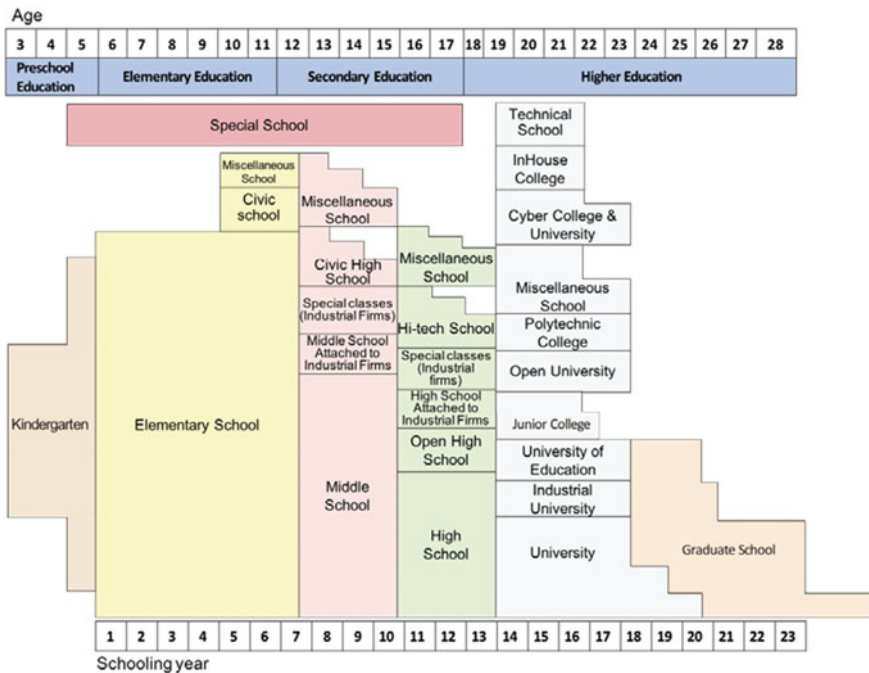 Age
3 4 5 6 7 8 9 10 11 12 13 14 15 16 17 18 19 20 21 22 23 24 25 26 27 28
Preschool
Education
Elementary Education
Secondary Education
Higher Education
Special School
Technical
School
Miscellaneous
School
InHouse
College
Civic
school
Miscellaneous
School
Cyber College &
University
Civic High
School
Miscellaneous
School
Miscellaneous
School
Special classes
(Industrial Firms)
Hi-tech School
Polytechnic
College
Middle School
Attached to
Industrial Firms
Special classes
(Industrial
firms)
Open University
Kindergarten
Elementary School
High School
Attached to
Industrial Firms
Junior College
Open High
School
University of
Education
Middle
School
Industrial
University
High
School
University
Graduate School
1 2 3 4 5 6 7 8 9 10 11 12 13 14 15 16 17 18 20 21 22 23
Schooling year